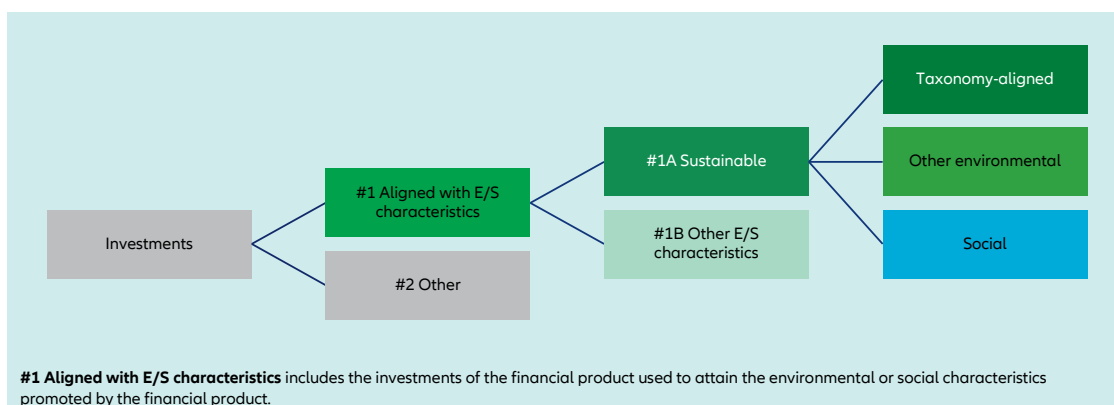 Investments
#1 Aligned with E/S
characteristics
#2 Other
#1A Sustainable
#1B Other E/S
characteristics
Taxonomy-aligned
Other environmental
Social
#1 Aligned with E/S characteristics includes the investments of the financial product used to attain the environmental or social characteristics
promoted by the financial product.